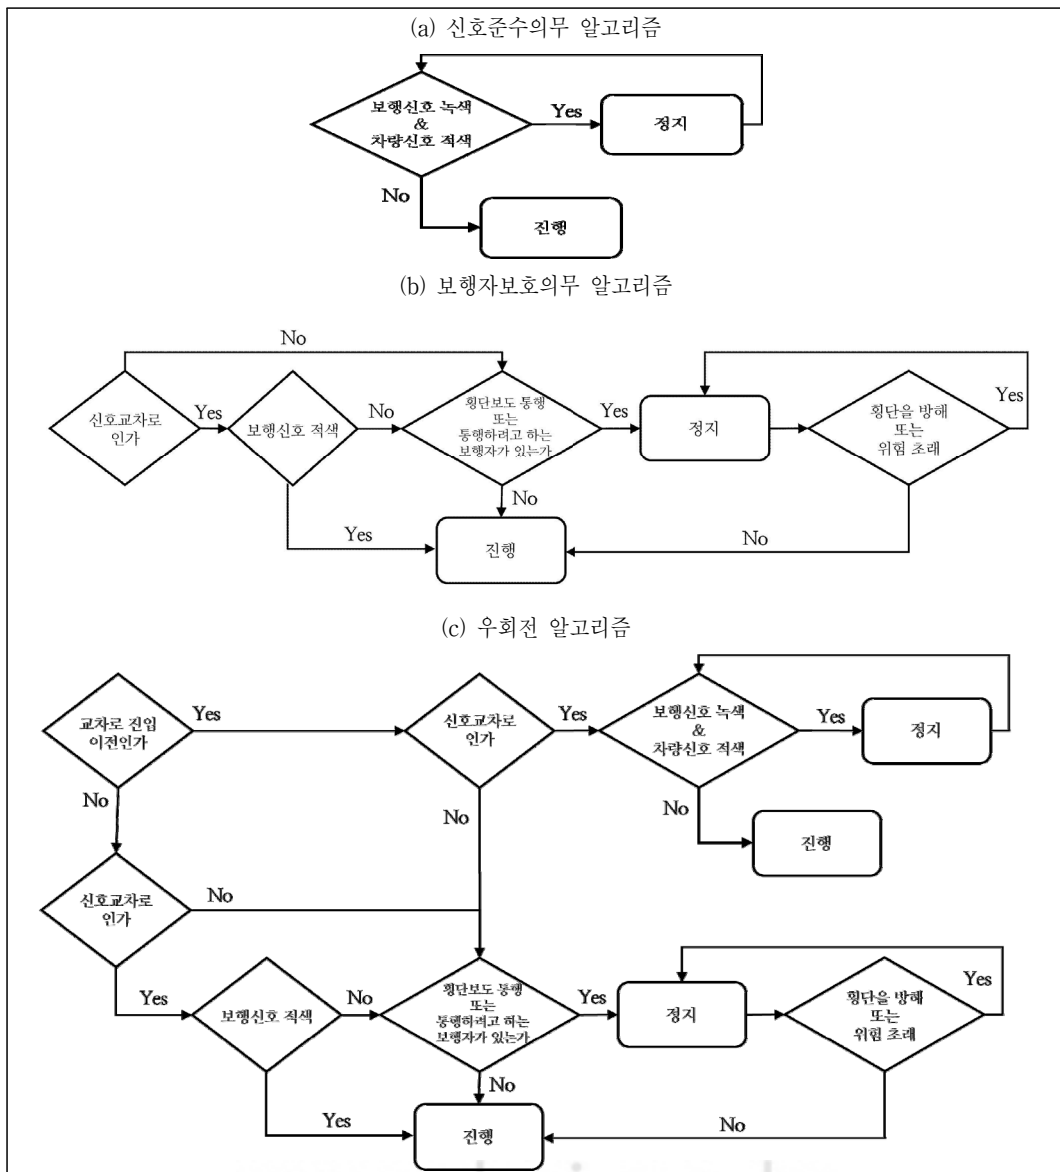 (a) 신호준수의무 알고리즘
보행신호 녹색
&
차량신호 적색
Yes
정지
No
진행
(b) 보행자보호의무 알고리즘
No
신호교차로
인가
Yes
보행신호 적색
No
횡단보도 통행
또는
통행하려고 하는
보행자가 있는가
Yes
정지
횡단을 방해
또는
위험 초래
Yes
No
Yes
진행
No
(c) 우회전 알고리즘
교차로 진입
이전인가
Yes
신호교차로
인가
Yes
보행신호 녹색
&
차량신호 적색
Yes
정지
No
No
No
진행
신호교차로
인가
No
Yes
보행신호 적색
No
횡단보도 통행
또는
통행하려고 하는
보행자가 있는가
Yes
정지
횡단을 방해
또는
위험 초래
Yes
No
Yes
진행
No